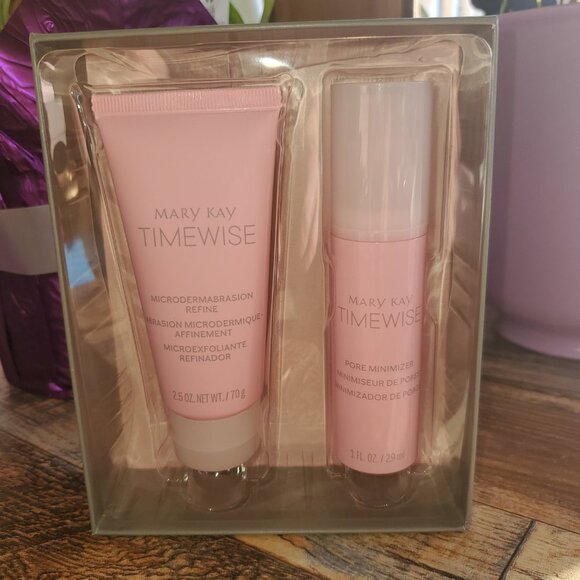 MARY KAY
TIMEWISE
MICRODERMABRASION
REFINE
ABRASION MICRODERMIQUE-
AFFINEMENT
MICROEXFOLIANTE
REFINADOR
2.5 OZ. NET WT. / 70 g
MARY KAY
TIMEWISE
PORE MINIMIZER
MINIMISEUR DE PORES
MINIMIZADOR DE POROS
1 FL. OZ. / 29 mL